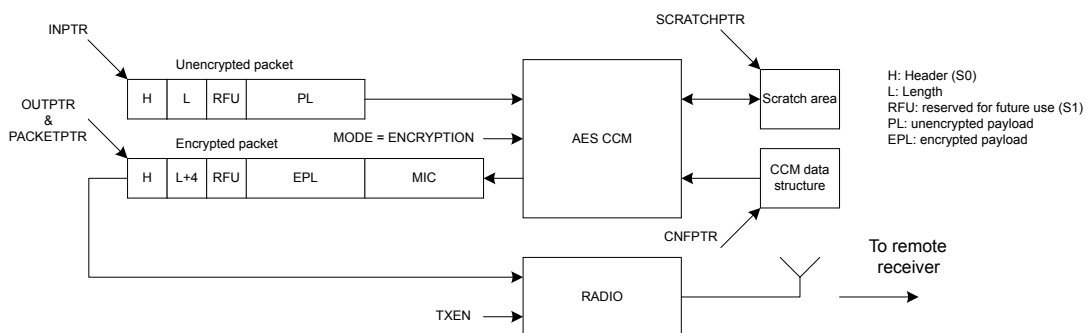 SCRATCHPTR
INPTR
Unencrypted packet
H L RFU PL
OUTPTR
&
PACKETPTR
MODE = ENCRYPTION
Encrypted packet
H L+4 RFU EPL MIC
AES CCM
Scratch area
CCM data
structure
CNFPTR
H: Header (S0)
L: Length
RFU: reserved for future use (S1)
PL: unencrypted payload
EPL: encrypted payload
TXEN
RADIO
To remote
receiver